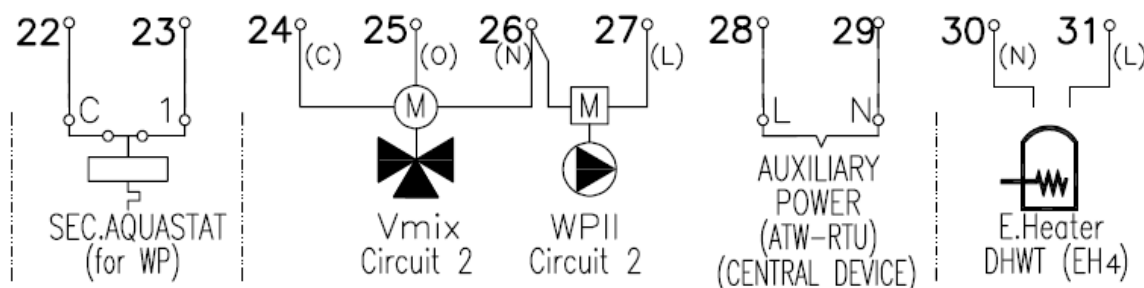 22 23 24 25 26 27 28 29 30 31
(C) (O) (N) (L) (N) (L)
C 1 M M L N
SEC.AQUASTAT
(for WP)
Vmix
Circuit 2
WPII
Circuit 2
AUXILIARY
POWER
(ATW-RTU)
(CENTRAL DEVICE)
E.Heater
DHWT (EH4)